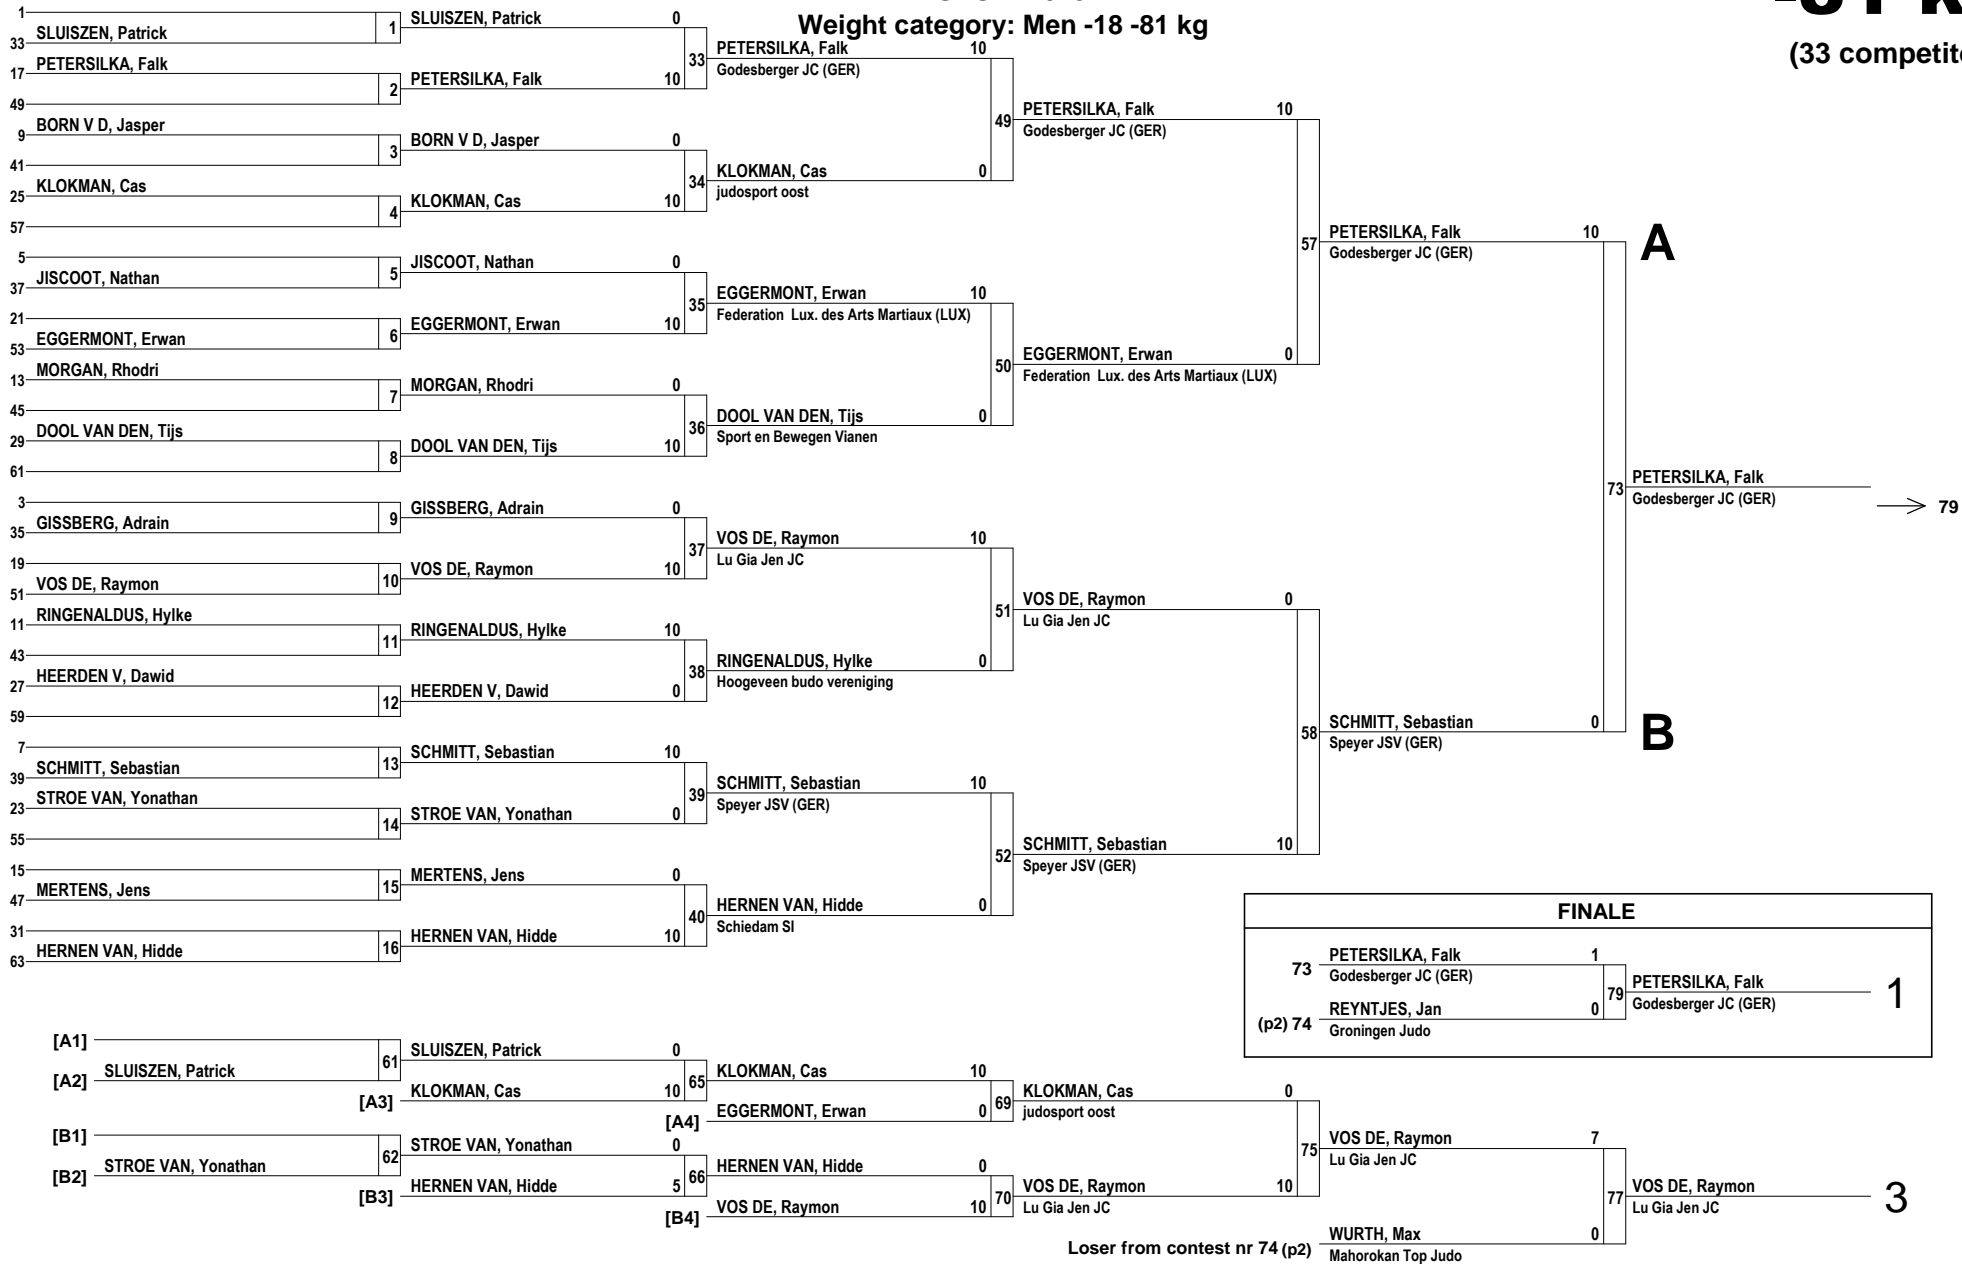 Weight category: Men -18 -81 kg
1
33 SLUISZEN, Patrick
1
17 PETERSILKA, Falk
49
2
9 BORN V D, Jasper
41
3
25 KLOKMAN, Cas
57
4
5
37 JISCOOT, Nathan
5
21
53 EGGERMONT, Erwan
6
13 MORGAN, Rhodri
45
7
29 DOOL VAN DEN, Tijs
61
8
3
35 GISSBERG, Adrain
9
19
51 VOS DE, Raymon
10
11 RINGENALDUS, Hylke
43
11
27 HEERDEN V, Dawid
59
12
7
39 SCHMITT, Sebastian
13
23 STROE VAN, Yonathan
55
14
15
47 MERTENS, Jens
15
31
63 HERNEN VAN, Hidde
16
SLUISZEN, Patrick 0
PETERSILKA, Falk 10
33
BORN V D, Jasper 0
KLOKMAN, Cas 10
34
JISCOOT, Nathan 0
EGGERMONT, Erwan 10
35
MORGAN, Rhodri 0
DOOL VAN DEN, Tijs 10
36
GISSBERG, Adrain 0
VOS DE, Raymon 10
37
RINGENALDUS, Hylke 10
HEERDEN V, Dawid 0
38
SCHMITT, Sebastian 10
STROE VAN, Yonathan 0
39
MERTENS, Jens 0
HERNEN VAN, Hidde 10
40
PETERSILKA, Falk 10
Godesberger JC (GER)
49
KLOKMAN, Cas 0
judosport oost
EGGERMONT, Erwan 10
Federation Lux. des Arts Martiaux (LUX)
50
DOOL VAN DEN, Tijs 0
Sport en Bewegen Vianen
VOS DE, Raymon 10
Lu Gia Jen JC
51
RINGENALDUS, Hylke 0
Hoogeveen budo vereniging
SCHMITT, Sebastian 10
Speyer JSV (GER)
52
HERNEN VAN, Hidde 0
Schiedam SI
PETERSILKA, Falk 10
Godesberger JC (GER)
57
EGGERMONT, Erwan 0
Federation Lux. des Arts Martiaux (LUX)
VOS DE, Raymon 0
Lu Gia Jen JC
58
SCHMITT, Sebastian 10
Speyer JSV (GER)
(33 
PETERSILKA, Falk 10
Godesberger JC (GER)
A
73
SCHMITT, Sebastian 0
Speyer JSV (GER)
B
PETERSILKA, Falk
Godesberger JC (GER)
79
FINALE
73 PETERSILKA, Falk 1
Godesberger JC (GER)
79
(p2) 74 REYNTJES, Jan 0
Groningen Judo
PETERSILKA, Falk
Godesberger JC (GER)
1
[A1]
[A2] SLUISZEN, Patrick
61
SLUISZEN, Patrick 0
[A3] KLOKMAN, Cas 10
65
KLOKMAN, Cas 10
[A4] EGGERMONT, Erwan 0
69
KLOKMAN, Cas 0
judosport oost
[B1]
[B2] STROE VAN, Yonathan
62
STROE VAN, Yonathan 0
[B3] HERNEN VAN, Hidde 5
66
HERNEN VAN, Hidde 0
[B4] VOS DE, Raymon 10
70
VOS DE, Raymon 10
Lu Gia Jen JC
75
VOS DE, Raymon 7
Lu Gia Jen JC
77
Loser from contest nr 74 (p2) WURTH, Max 0
Mahorokan Top Judo
VOS DE, Raymon
Lu Gia Jen JC
3